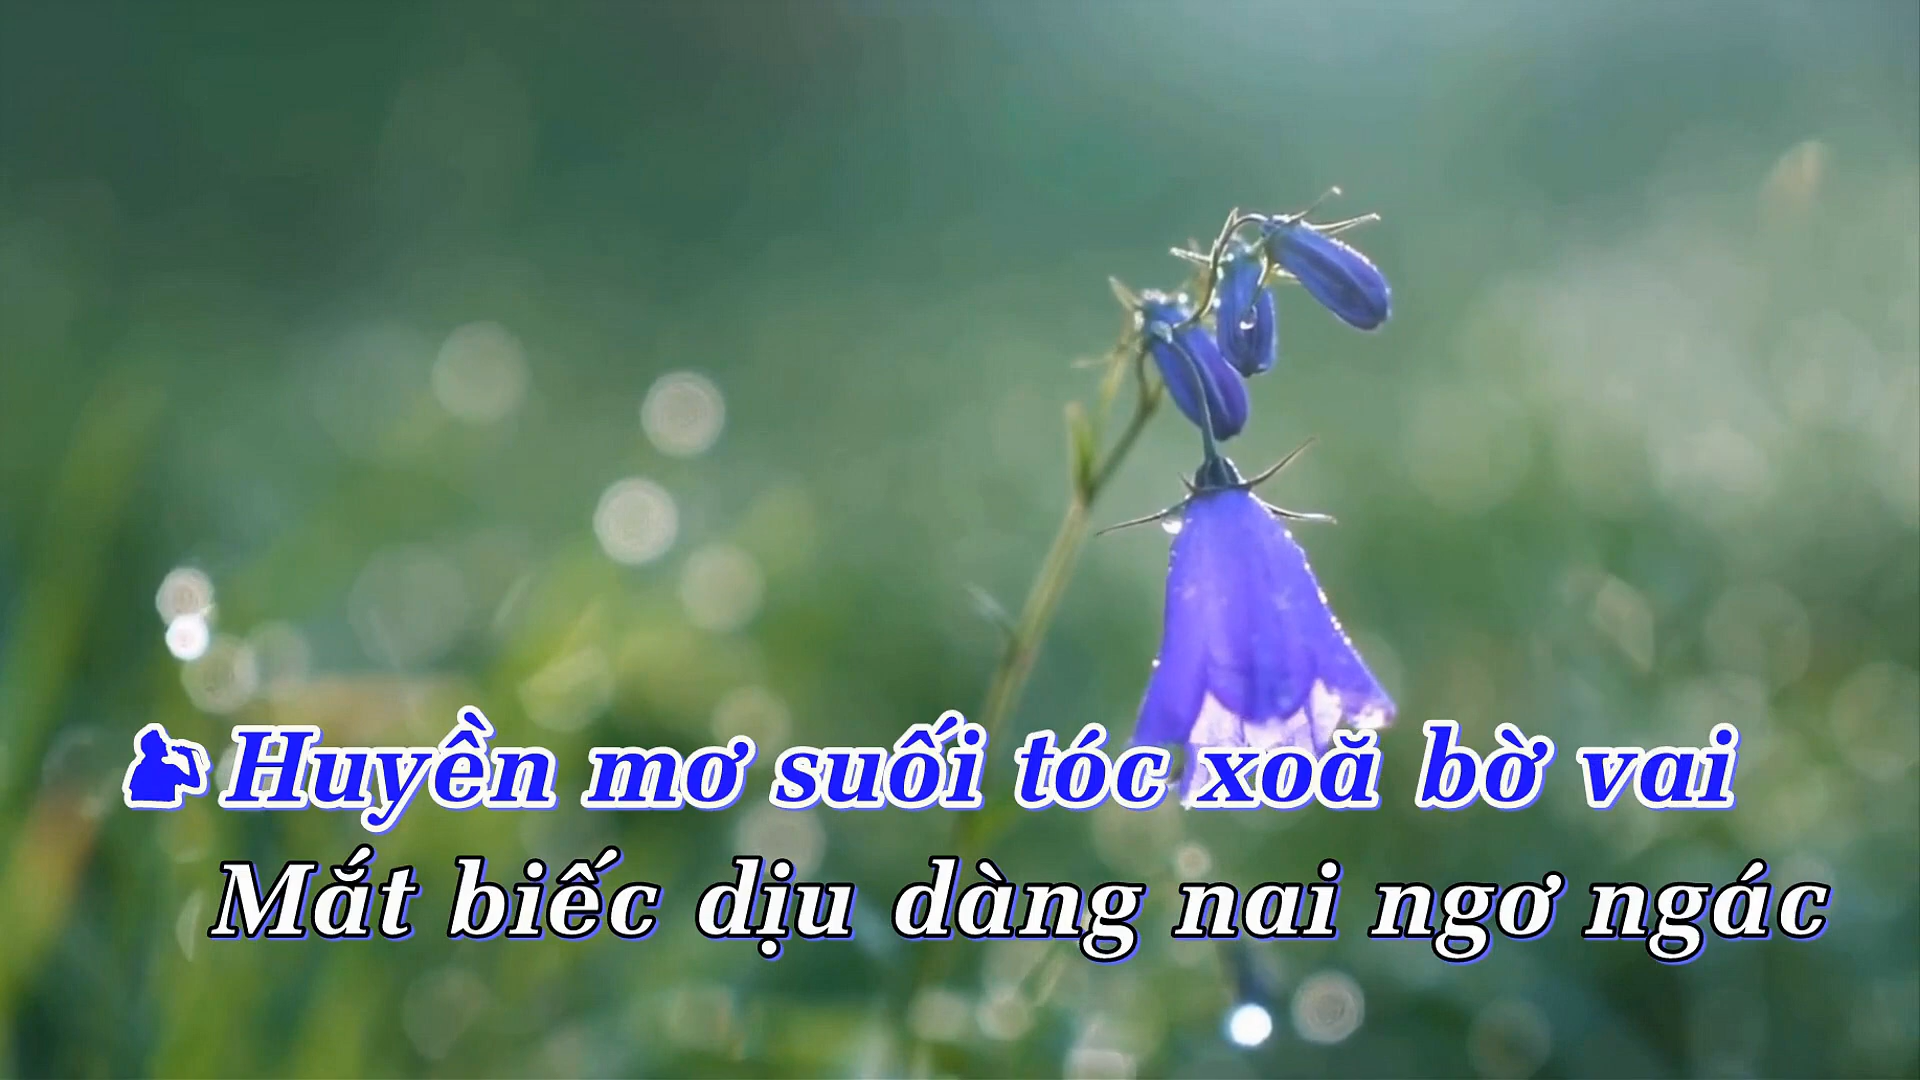 Huyền mơ suối tóc xoã bờ vai
Mắt biếc dịu dàng nai ngơ ngác